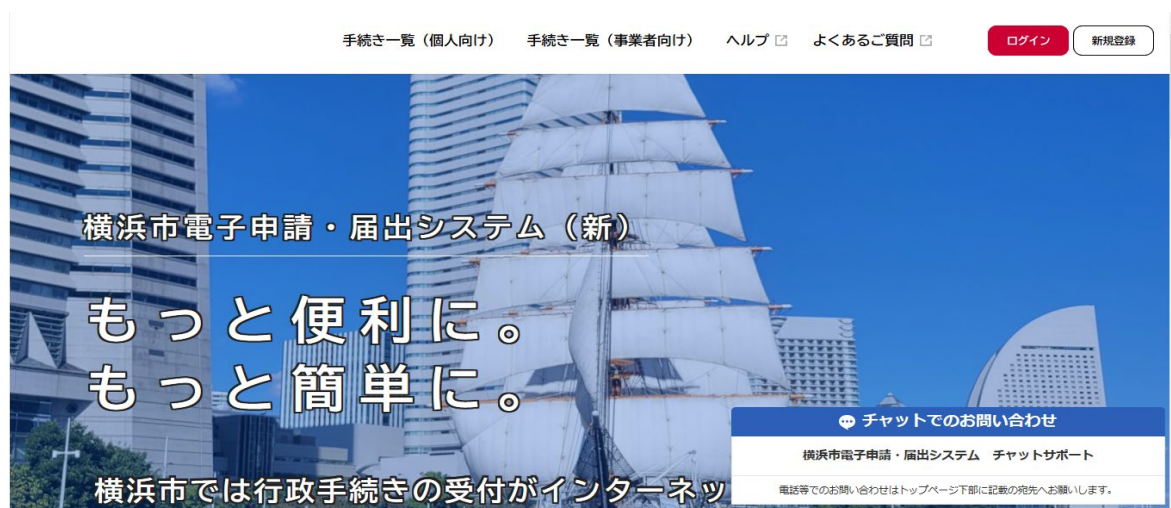 手続き一覧（個人向け） 手続き一覧（事業者向け） ヘルプ よくあるご質問 ログイン 新規登録
横浜市電子申請・届出システム（新）
もっと便利に。
もっと簡単に。
横浜市では行政手続きの受付がインターネッ
チャットでのお問い合わせ
横浜市電子申請・届出システム　チャットサポート
電話等でのお問い合わせはトップページ下部に記載の宛先へお願いします。